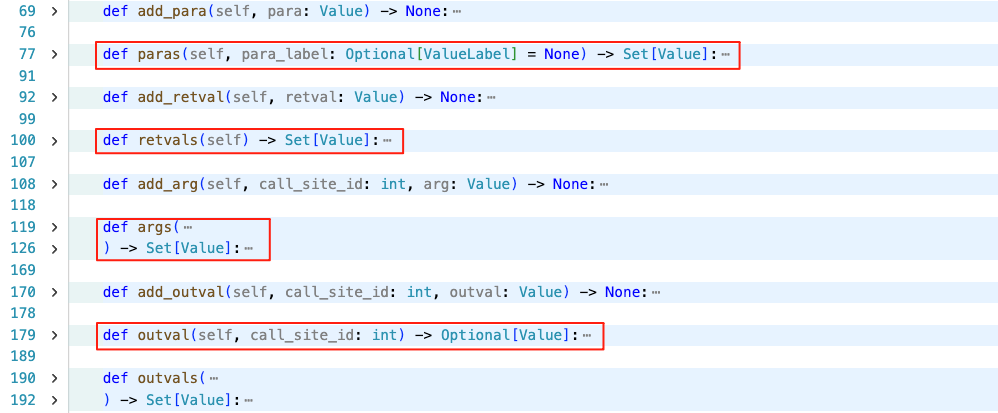 69 > def add_para(self, para: Value) -> None:⋯
76
77 > def paras(self, para_label: Optional[ValueLabel] = None) -> Set[Value]:⋯
91
92 > def add_retval(self, retval: Value) -> None:⋯
99
100 > def retvals(self) -> Set[Value]:⋯
107
108 > def add_arg(self, call_site_id: int, arg: Value) -> None:⋯
118
119 > def args(⋯
126 > ) -> Set[Value]:⋯
169
170 > def add_outval(self, call_site_id: int, outval: Value) -> None:⋯
178
179 > def outval(self, call_site_id: int) -> Optional[Value]:⋯
189
190 > def outvals(⋯
192 > ) -> Set[Value]:⋯